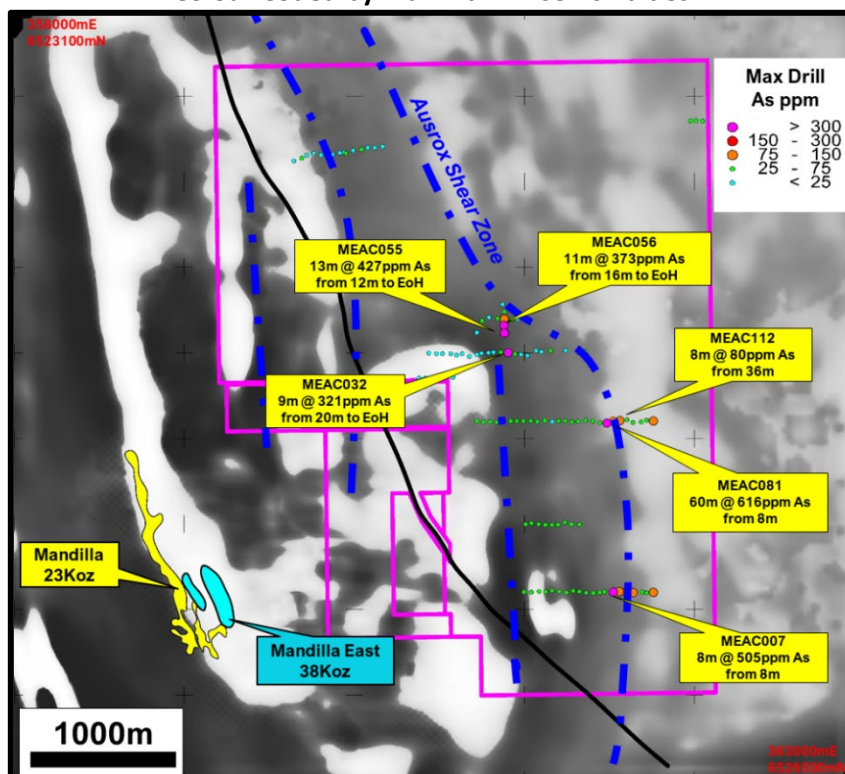 358000mE
6523100mN
Max Drill
As ppm
> 300
150 - 300
75 - 150
25 - 75
< 25
Ausrox Shear Zone
MEAC055
13m @ 427ppm As
from 12m to EoH
MEAC056
11m @ 373ppm As
from 16m to EoH
MEAC112
8m @ 80ppm As
from 36m
MEAC032
9m @ 321ppm As
from 20m to EoH
MEAC081
60m @ 616ppm As
from 8m
Mandilla
23Koz
Mandilla East
38Koz
MEAC007
8m @ 505ppm As
from 8m
1000m